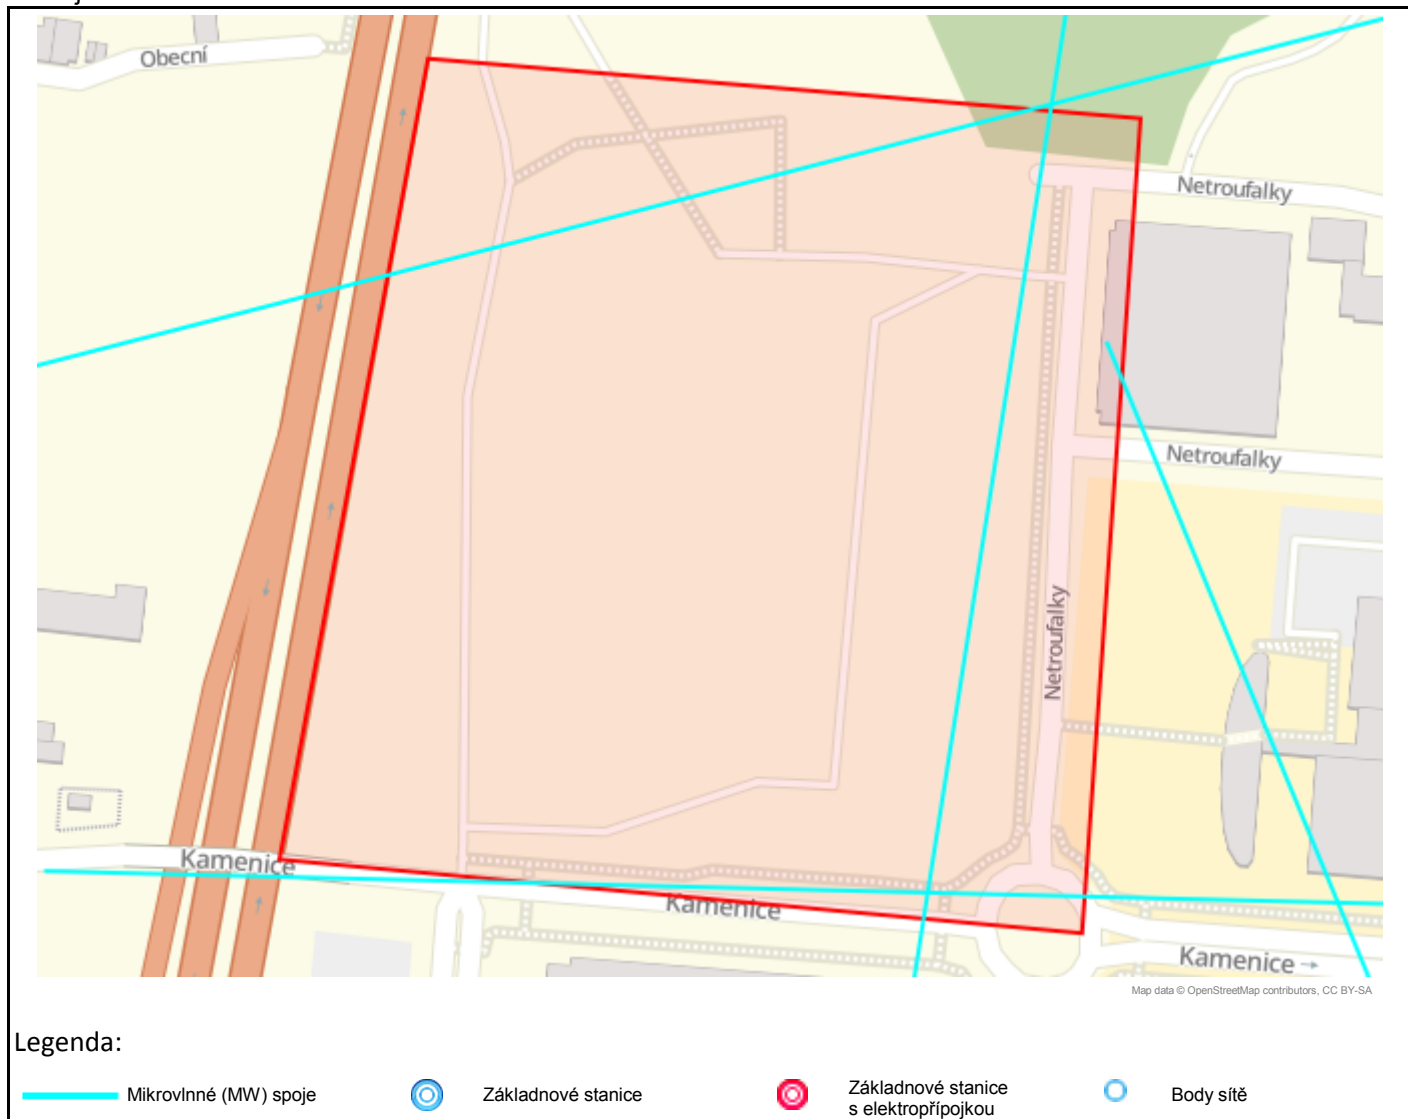 Obecní
Netroufalky
Netroufalky
Netroufalky
Kamenice
Kamenice
Kamenice
Map data © OpenStreetMap contributors, CC BY-SA
Legenda:
Mikrovlnné (MW) spoje
Základnové stanice
Základnové stanice
s elektropřípojkou
Body sítě